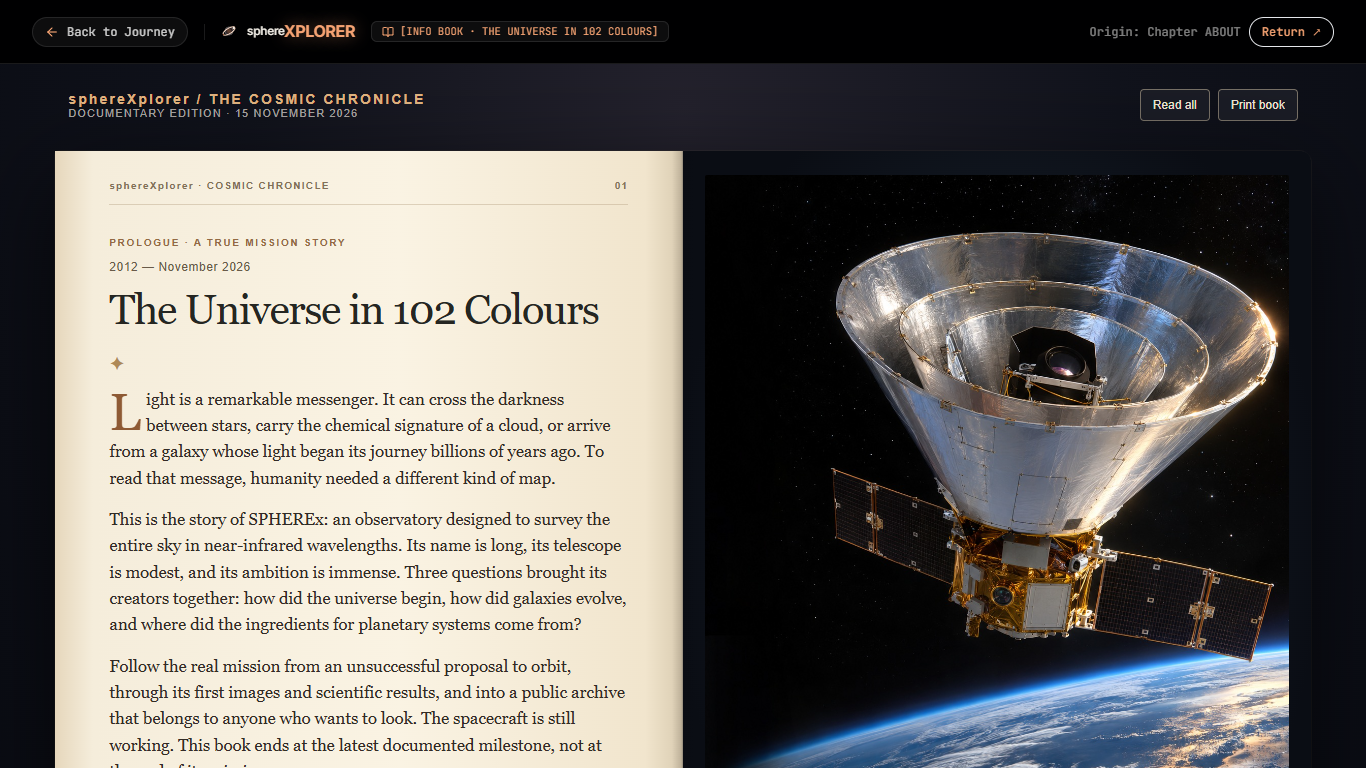 ← Back to Journey
sphereXPLORER
[INFO BOOK · THE UNIVERSE IN 102 COLOURS]
Origin: Chapter ABOUT
Return ↗
sphereXplorer / THE COSMIC CHRONICLE
DOCUMENTARY EDITION · 15 NOVEMBER 2026
Read all
Print book
sphereXplorer · COSMIC CHRONICLE
01
PROLOGUE · A TRUE MISSION STORY
2012 — November 2026
The Universe in 102 Colours
Light is a remarkable messenger. It can cross the darkness
between stars, carry the chemical signature of a cloud, or arrive
from a galaxy whose light began its journey billions of years ago. To
read that message, humanity needed a different kind of map.
This is the story of SPHEREx: an observatory designed to survey the
entire sky in near-infrared wavelengths. Its name is long, its telescope
is modest, and its ambition is immense. Three questions brought its
creators together: how did the universe begin, how did galaxies evolve,
and where did the ingredients for planetary systems come from?
Follow the real mission from an unsuccessful proposal to orbit,
through its first images and scientific results, and into a public archive
that belongs to anyone who wants to look. The spacecraft is still
working. This book ends at the latest documented milestone, not at